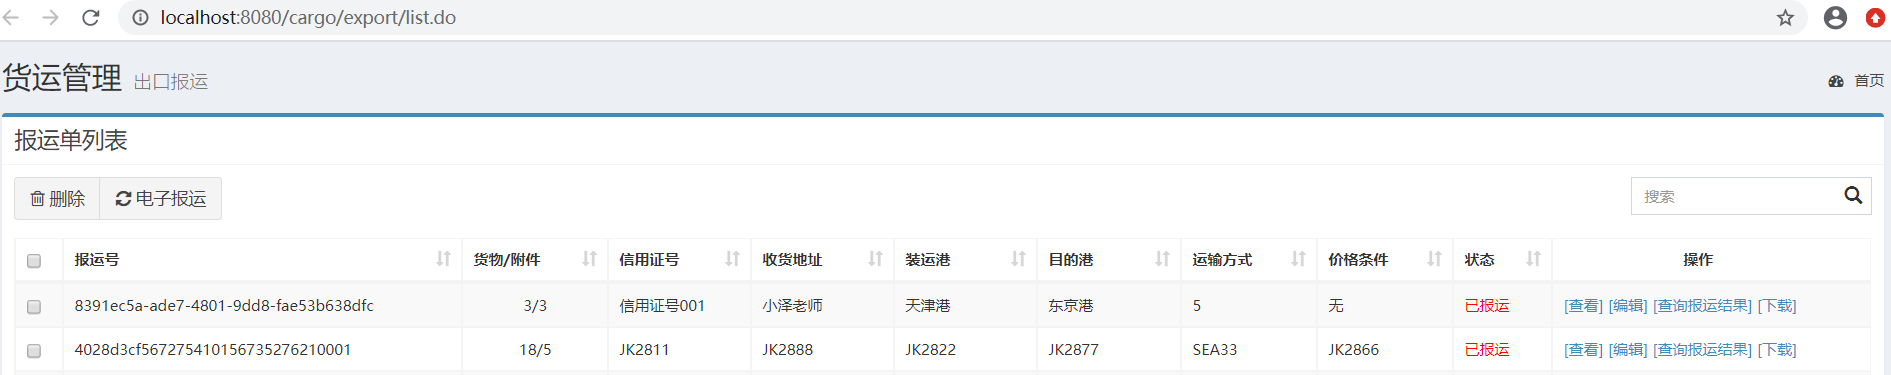 localhost:8080/cargo/export/list.do
货运管理 出口报运 首页
报运单列表
删除 电子报运 搜索
报运号 货物/附件 信用证号 收货地址 装运港 目的港 运输方式 价格条件 状态 操作
8391ec5a-ade7-4801-9dd8-fae53b638dfc 3/3 信用证号001 小泽老师 天津港 东京港 5 无 已报运 [查看] [编辑] [查询报运结果] [下载]
4028d3cf567275410156735276210001 18/5 JK2811 JK2888 JK2822 JK2877 SEA33 JK2866 已报运 [查看] [编辑] [查询报运结果] [下载]